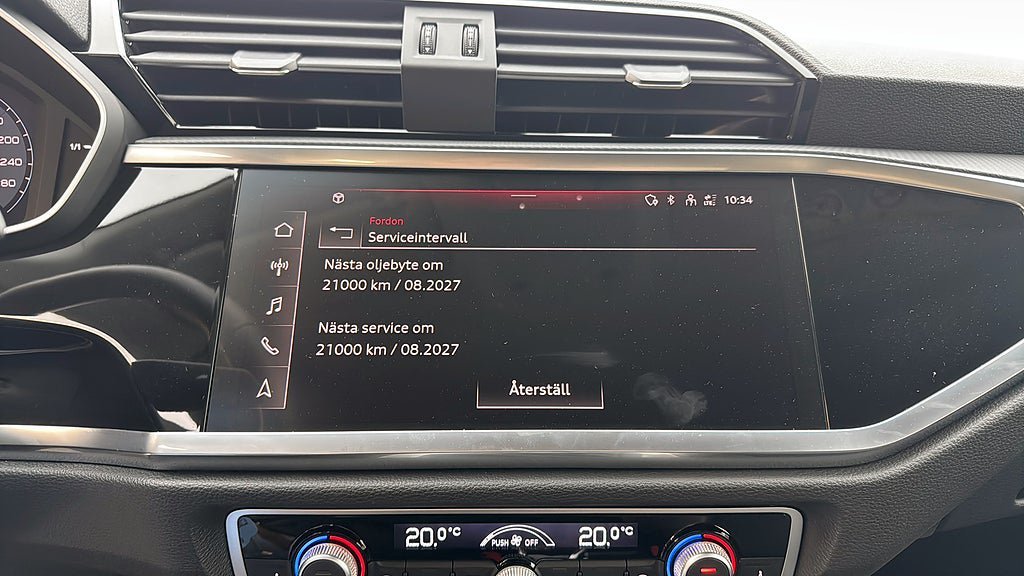 200
1/1
240
80
10:34
Fordon
Serviceintervall
Nästa oljebyte om
21000 km / 08.2027
Nästa service om
21000 km / 08.2027
Återställ
20,0°C
PUSH OFF
20,0°C